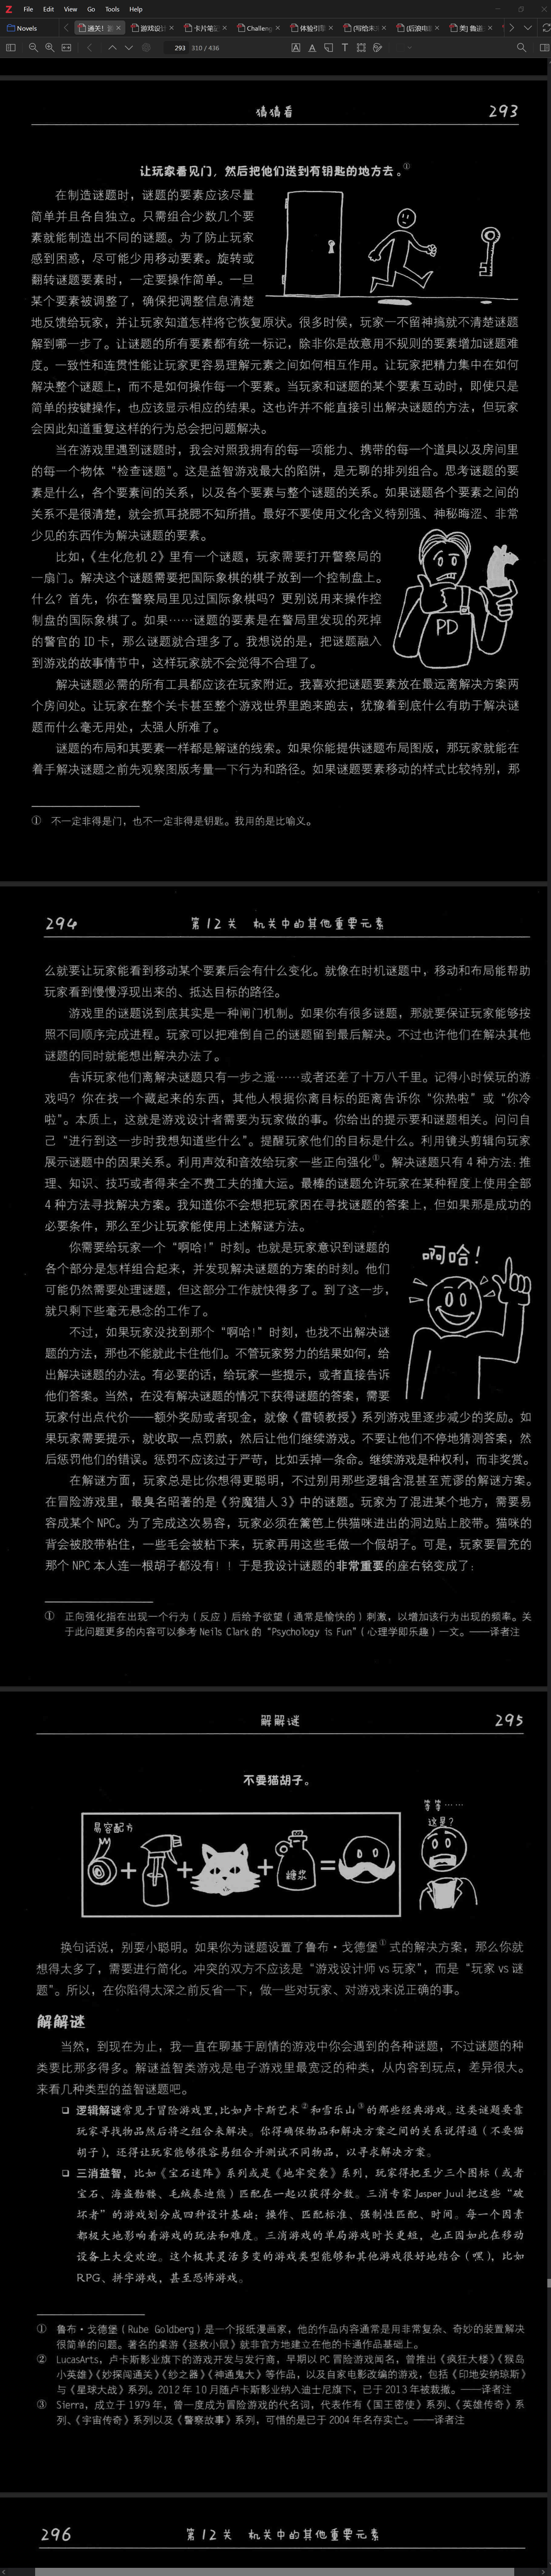 File Edit View Go Tools Help
Novels
通关！游
游戏设计
卡片笔记
Challeng
体验引擎
(写给未来
(后浪电影
美] 鲁道
293 310 / 436
猜猜看 293
让玩家看见门，然后把他们送到有钥匙的地方去。①
在制造谜题时，谜题的要素应该尽量
简单并且各自独立。只需组合少数几个要
素就能制造出不同的谜题。为了防止玩家
感到困惑，尽可能少用移动要素。旋转或
翻转谜题要素时，一定要操作简单。一旦
某个要素被调整了，确保把调整信息清楚
地反馈给玩家，并让玩家知道怎样将它恢复原状。很多时候，玩家一不留神搞就不清楚谜题
解到哪一步了。让谜题的所有要素都有统一标记，除非你是故意用不规则的要素增加谜题难
度。一致性和连贯性能让玩家更容易理解元素之间如何相互作用。让玩家把精力集中在如何
解决整个谜题上，而不是如何操作每一个要素。当玩家和谜题的某个要素互动时，即使只是
简单的按键操作，也应该显示相应的结果。这也许并不能直接引出解决谜题的方法，但玩家
会因此知道重复这样的行为总会把问题解决。
当在游戏里遇到谜题时，我会对照我拥有的每一项能力、携带的每一个道具以及房间里
的每一个物体“检查谜题”。这是益智游戏最大的陷阱，是无聊的排列组合。思考谜题的要
素是什么，各个要素间的关系，以及各个要素与整个谜题的关系。如果谜题各个要素之间的
关系不是很清楚，就会抓耳挠腮不知所措。最好不要使用文化含义特别强、神秘晦涩、非常
少见的东西作为解决谜题的要素。
比如，《生化危机 2》里有一个谜题，玩家需要打开警察局的
一扇门。解决这个谜题需要把国际象棋的棋子放到一个控制盘上。
什么？首先，你在警察局里见过国际象棋吗？更别说用来操作控
制盘的国际象棋了。如果……谜题的要素是在警局里发现的死掉
的警官的 ID 卡，那么谜题就合理多了。我想说的是，把谜题融入
到游戏的故事情节中，这样玩家就不会觉得不合理了。
PD
解决谜题必需的所有工具都应该在玩家附近。我喜欢把谜题要素放在最远离解决方案两
个房间处。让玩家在整个关卡甚至整个游戏世界里跑来跑去，犹豫着到底什么有助于解决谜
题而什么毫无用处，太强人所难了。
谜题的布局和其要素一样都是解谜的线索。如果你能提供谜题布局图版，那玩家就能在
着手解决谜题之前先观察图版考量一下行为和路径。如果谜题要素移动的样式比较特别，那
① 不一定非得是门，也不一定非得是钥匙。我用的是比喻义。
294 第12关 机关中的其他重要元素
么就要让玩家能看到移动某个要素后会有什么变化。就像在时机谜题中，移动和布局能帮助
玩家看到慢慢浮现出来的、抵达目标的路径。
游戏里的谜题说到底其实是一种闸门机制。如果你有很多谜题，那就要保证玩家能够按
照不同顺序完成进程。玩家可以把难倒自己的谜题留到最后解决。不过也许他们在解决其他
谜题的同时就能想出解决办法了。
告诉玩家他们离解决谜题只有一步之遥……或者还差了十万八千里。记得小时候玩的游
戏吗？你在找一个藏起来的东西，其他人根据你离目标的距离告诉你“你热啦”或“你冷
啦”。本质上，这就是游戏设计者需要为玩家做的事。你给出的提示要和谜题相关。问问自
己“进行到这一步时我想知道些什么”。提醒玩家他们的目标是什么。利用镜头剪辑向玩家
展示谜题中的因果关系。利用声效和音效给玩家一些正向强化①。解决谜题只有 4 种方法：推
理、知识、技巧或者得来全不费工夫的撞大运。最棒的谜题允许玩家在某种程度上使用全部
4 种方法寻找解决方案。我知道你不会想把玩家困在寻找谜题的答案上，但如果那是成功的
必要条件，那么至少让玩家能使用上述解谜方法。
你需要给玩家一个“啊哈！”时刻。也就是玩家意识到谜题的
各个部分是怎样组合起来，并发现解决谜题的方案的时刻。他们
可能仍然需要处理谜题，但这部分工作就快得多了。到了这一步，
就只剩下些毫无悬念的工作了。
啊哈！
不过，如果玩家没找到那个“啊哈！”时刻，也找不出解决谜
题的方法，那也不能就此卡住他们。不管玩家努力的结果如何，给
出解决谜题的办法。有必要的话，给玩家一些提示，或者直接告诉
他们答案。当然，在没有解决谜题的情况下获得谜题的答案，需要
玩家付出点代价——额外奖励或者现金，就像《雷顿教授》系列游戏里逐步减少的奖励。如
果玩家需要提示，就收取一点罚款，然后让他们继续游戏。不要让他们不停地猜测答案，然
后惩罚他们的错误。惩罚不应该过于严苛，比如丢掉一条命。继续游戏是种权利，而非奖赏。
在解谜方面，玩家总是比你想得更聪明，不过别用那些逻辑含混甚至荒谬的解谜方案。
在冒险游戏里，最臭名昭著的是《狩魔猎人 3》中的谜题。玩家为了混进某个地方，需要易
容成某个 NPC。为了完成这次易容，玩家必须在篱笆上供猫咪进出的洞边贴上胶带。猫咪的
背会被胶带粘住，一些毛会被粘下来，玩家再用这些毛做一个假胡子。可是，玩家要冒充的
那个 NPC 本人连一根胡子都没有！！于是我设计谜题的非常重要的座右铭变成了：
① 正向强化指在出现一个行为（反应）后给予欲望（通常是愉快的）刺激，以增加该行为出现的频率。关
于此问题更多的内容可以参考 Neils Clark 的 “Psychology is Fun”（心理学即乐趣）一文。——译者注
解解谜 295
不要猫胡子。
易容配方
糖浆
等等……
这是？
换句话说，别耍小聪明。如果你为谜题设置了鲁布·戈德堡①式的解决方案，那么你就
想得太多了，需要进行简化。冲突的双方不应该是“游戏设计师 vs 玩家”，而是“玩家 vs 谜
题”。所以，在你陷得太深之前反省一下，做一些对玩家、对游戏来说正确的事。
解解谜
当然，到现在为止，我一直在聊基于剧情的游戏中你会遇到的各种谜题，不过谜题的种
类要比那多得多。解谜益智类游戏是电子游戏里最宽泛的种类，从内容到玩点，差异很大。
来看几种类型的益智谜题吧。
❑ 逻辑解谜常见于冒险游戏里，比如卢卡斯艺术②和雪乐山③的那些经典游戏。这类谜题要靠
玩家寻找物品然后将之组合来解决。你得确保物品和解决方案之间的关系说得通（不要猫
胡子），还得让玩家能够很容易组合并测试不同物品，以寻求解决方案。
❑ 三消益智，比如《宝石迷阵》系列或是《地牢突袭》系列，玩家得把至少三个图标（或者
宝石、海盗骷髅、毛绒泰迪熊）匹配在一起以获得分数。三消专家 Jasper Juul 把这些“破
坏者”的游戏划分成四种设计基础：操作、匹配标准、强制性匹配、时间。每一个因素
都极大地影响着游戏的玩法和难度。三消游戏的单局游戏时长更短，也正因如此在移动
设备上大受欢迎。这个极其灵活多变的游戏类型能够和其他游戏很好地结合（嘿），比如
RPG、拼字游戏，甚至恐怖游戏。
① 鲁布·戈德堡（Rube Goldberg）是一个报纸漫画家，他的作品内容通常是用非常复杂、奇妙的装置解决
很简单的问题。著名的桌游《拯救小鼠》就非官方地建立在他的卡通作品基础上。
② LucasArts，卢卡斯影业旗下的游戏开发与发行商，早期以 PC 冒险游戏闻名，曾推出《疯狂大楼》《猴岛
小英雄》《妙探闯通关》《纱之器》《神通鬼大》等作品，以及自家电影改编的游戏，包括《印地安纳琼斯》
与《星球大战》系列。2012 年 10 月随卢卡斯影业纳入迪士尼旗下，已于 2013 年被裁撤。——译者注
③ Sierra，成立于 1979 年，曾一度成为冒险游戏的代名词，代表作有《国王密使》系列、《英雄传奇》系
列、《宇宙传奇》系列以及《警察故事》系列，可惜的是已于 2004 年名存实亡。——译者注
296 第12关 机关中的其他重要元素